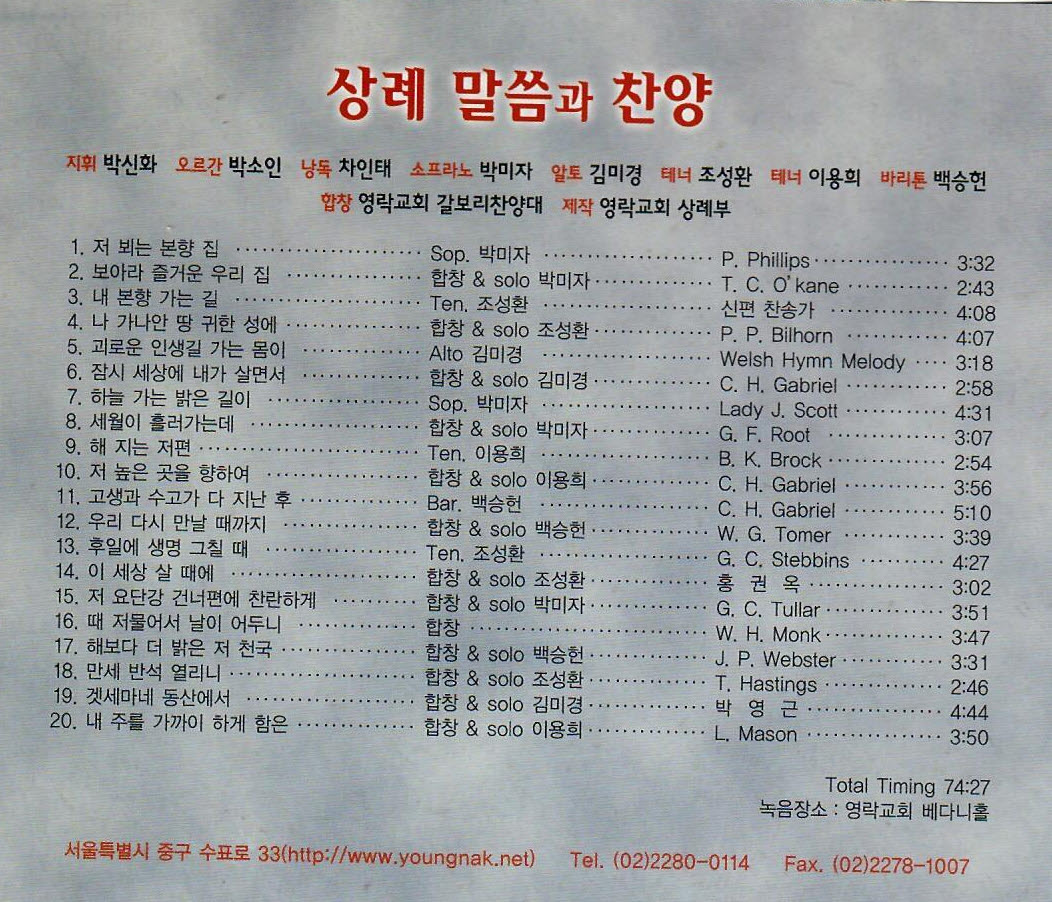 상례 말씀과 찬양
지휘 박신화 오르간 박소인 낭독 차인태 소프라노 박미자 알토 김미경 테너 조성환 테너 이용희 바리톤 백승헌
합창 영락교회 갈보리찬양대 제작 영락교회 상례부
1. 저 뵈는 본향 집 ··················· Sop. 박미자 ················· P. Phillips ·············· 3:32
2. 보아라 즐거운 우리 집 ·············· 합창 & solo 박미자 ············ T. C. O'kane ··········· 2:43
3. 내 본향 가는 길 ··················· Ten. 조성환 ················· 신편 찬송가 ············ 4:08
4. 나 가나안 땅 귀한 성에 ·············· 합창 & solo 조성환 ············ P. P. Bilhorn ············ 4:07
5. 괴로운 인생길 가는 몸이 ············ Alto 김미경 ················· Welsh Hymn Melody ····· 3:18
6. 잠시 세상에 내가 살면서 ············ 합창 & solo 김미경 ············ C. H. Gabriel ············ 2:58
7. 하늘 가는 밝은 길이 ··············· Sop. 박미자 ················· Lady J. Scott ············ 4:31
8. 세월이 흘러가는데 ················· 합창 & solo 박미자 ············ G. F. Root ············· 3:07
9. 해 지는 저편 ····················· Ten. 이용희 ················· B. K. Brock ············· 2:54
10. 저 높은 곳을 향하여 ··············· 합창 & solo 이용희 ············ C. H. Gabriel ············ 3:56
11. 고생과 수고가 다 지난 후 ············ Bar. 백승헌 ················· C. H. Gabriel ············ 5:10
12. 우리 다시 만날 때까지 ·············· 합창 & solo 백승헌 ············ W. G. Tomer ············ 3:39
13. 후일에 생명 그칠 때 ··············· Ten. 조성환 ················· G. C. Stebbins ·········· 4:27
14. 이 세상 살 때에 ··················· 합창 & solo 조성환 ············ 홍 권 옥 ·············· 3:02
15. 저 요단강 건너편에 찬란하게 ·········· 합창 & solo 박미자 ············ G. C. Tullar ············· 3:51
16. 때 저물어서 날이 어두니 ············· 합창 ······················· W. H. Monk ············· 3:47
17. 해보다 더 밝은 저 천국 ·············· 합창 & solo 백승헌 ············ J. P. Webster ··········· 3:31
18. 만세 반석 열리니 ·················· 합창 & solo 조성환 ············ T. Hastings ············ 2:46
19. 겟세마네 동산에서 ················ 합창 & solo 김미경 ············ 박 영 근 ·············· 4:44
20. 내 주를 가까이 하게 함은 ············ 합창 & solo 이용희 ············ L. Mason ·············· 3:50
Total Timing 74:27
녹음장소 : 영락교회 베다니홀
서울특별시 중구 수표로 33(http://www.youngnak.net) Tel. (02)2280-0114 Fax. (02)2278-1007